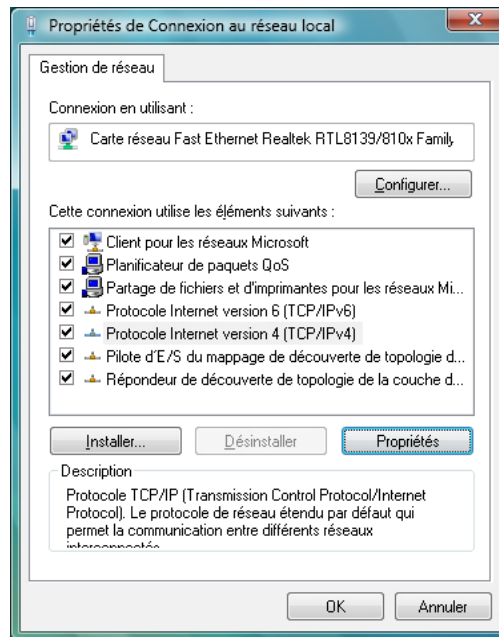 Propriétés de Connexion au réseau local
Gestion de réseau
Connexion en utilisant :
Carte réseau Fast Ethernet Realtek RTL8139/810x Family
Configurer...
Cette connexion utilise les éléments suivants :
Client pour les réseaux Microsoft
Planificateur de paquets QoS
Partage de fichiers et d'imprimantes pour les réseaux Mi...
Protocole Internet version 6 (TCP/IPv6)
Protocole Internet version 4 (TCP/IPv4)
Pilote d'E/S du mappage de découverte de topologie d...
Répondeur de découverte de topologie de la couche d...
Installer...
Désinstaller
Propriétés
Description
Protocole TCP/IP (Transmission Control Protocol/Internet
Protocol). Le protocole de réseau étendu par défaut qui
permet la communication entre différents réseaux
interconnectés
OK
Annuler